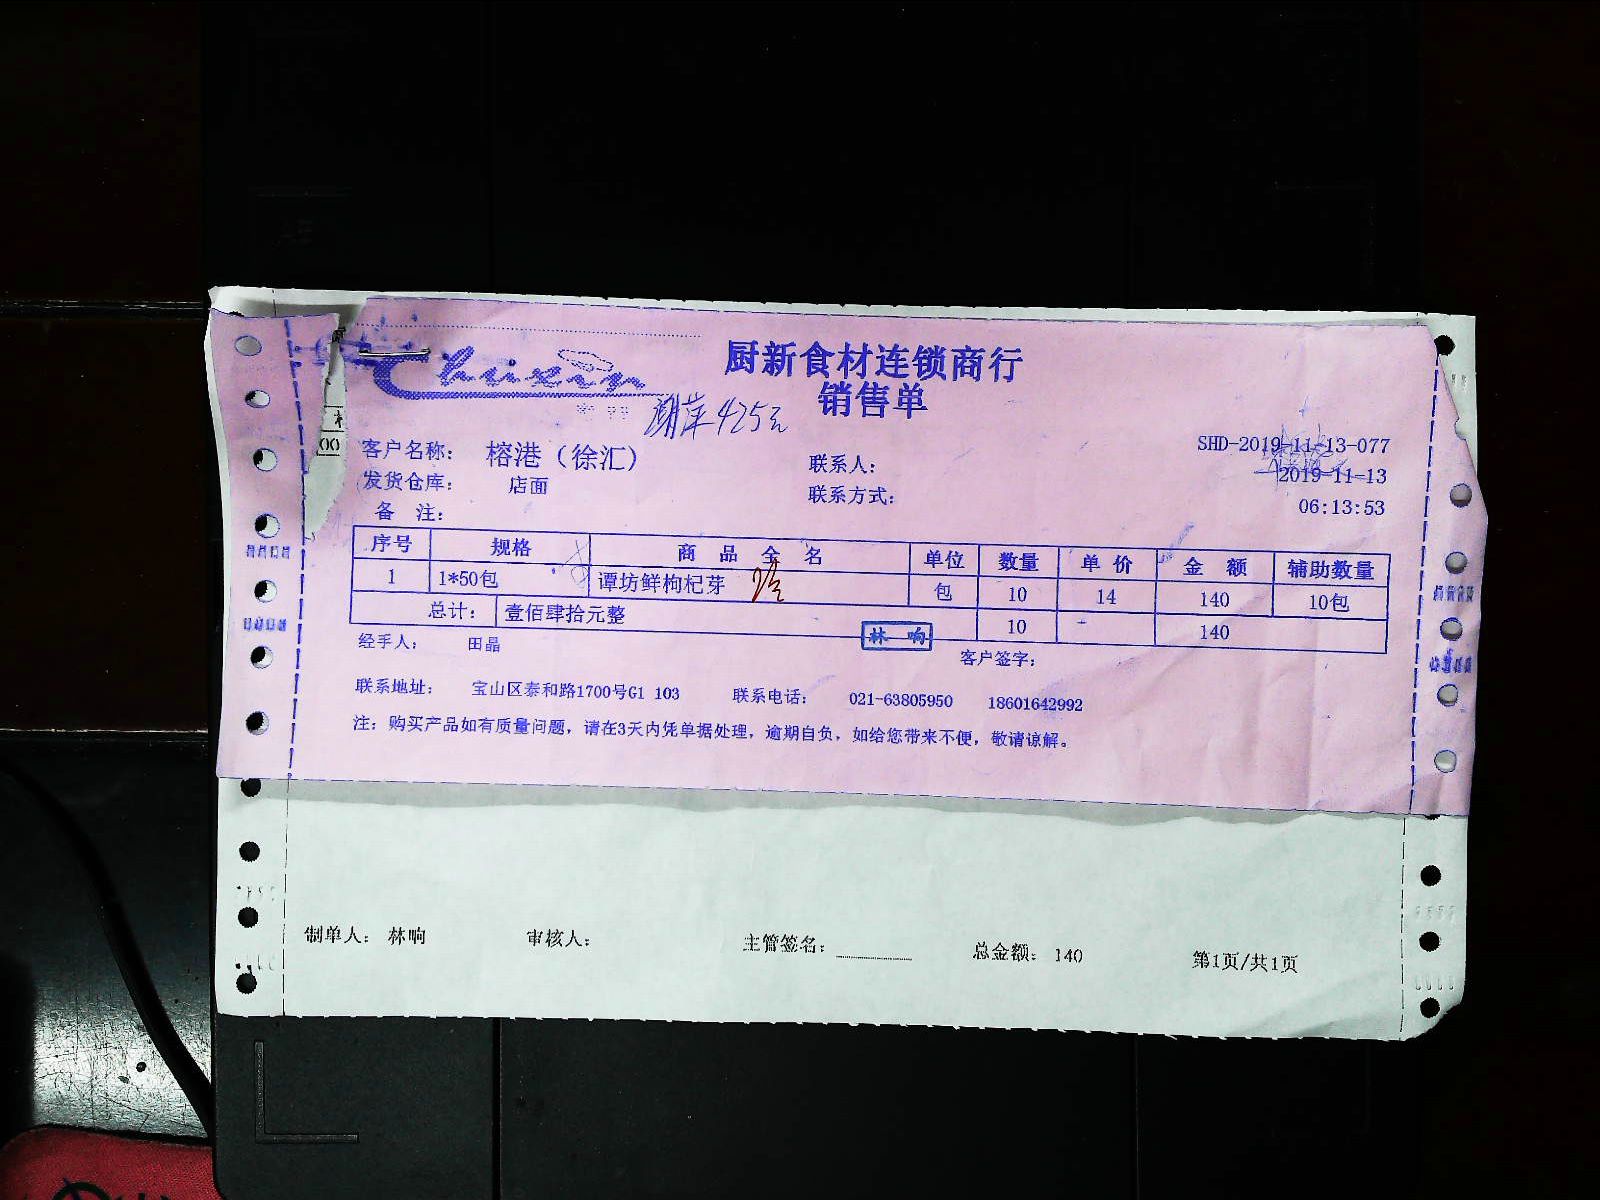 Chuxin
厨新食材连锁商行
销售单
425元
SHD-2019-11-13-077
客户名称: 榕港（徐汇） 联系人: 2019-11-13
发货仓库: 店面 联系方式: 06:13:53
备 注:
序号 规格 商 品 全 名 单位 数量 单 价 金 额 辅助数量
1 1*50包 谭坊鲜枸杞芽 包 10 14 140 10包
总计: 壹佰肆拾元整 10 140
林 响
经手人: 田晶 客户签字:
联系地址: 宝山区泰和路1700号G1 103 联系电话: 021-63805950 18601642992
注: 购买产品如有质量问题, 请在3天内凭单据处理, 逾期自负, 如给您带来不便, 敬请谅解。
制单人: 林响 审核人: 主管签名: 总金额: 140 第1页/共1页